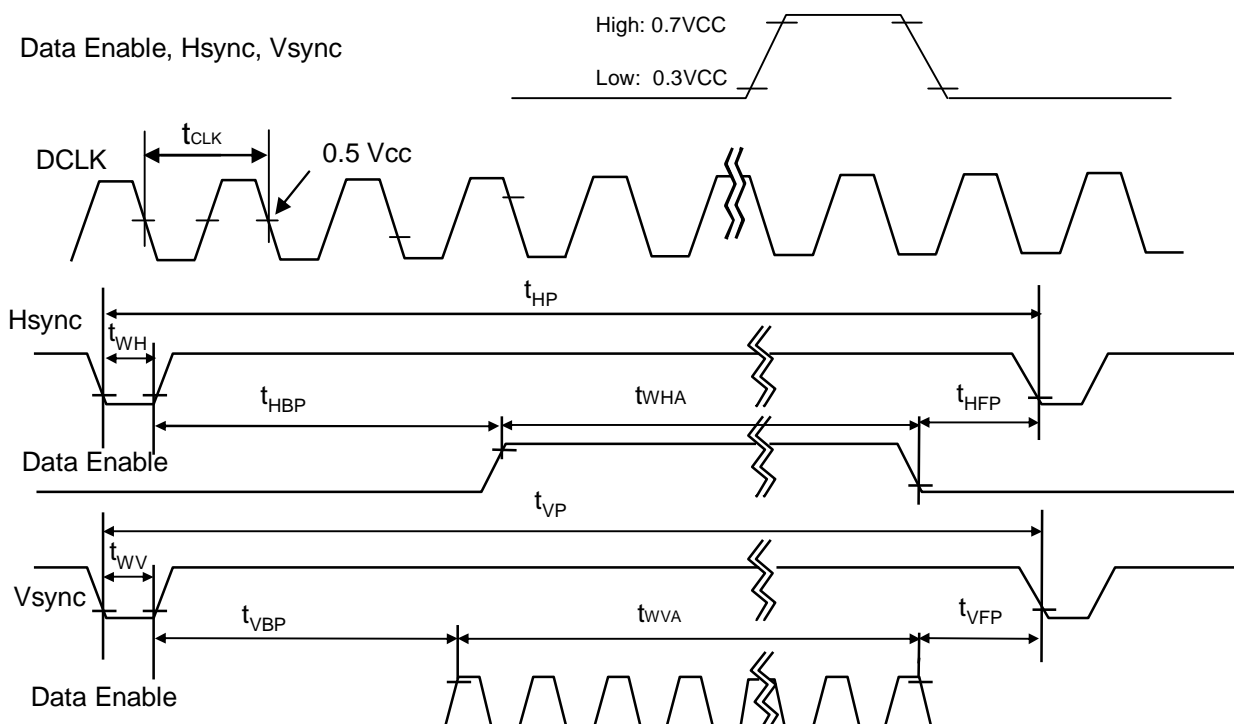 High: 0.7VCC
Data Enable, Hsync, Vsync
Low: 0.3VCC
tCLK
DCLK
0.5 Vcc
tHP
Hsync
tWH
tHBP
tWHA
tHFP
Data Enable
tVP
tWV
Vsync
tVBP
tWVA
tVFP
Data Enable